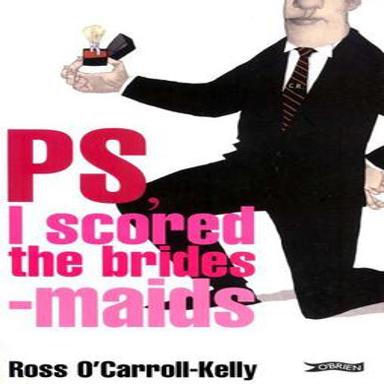 C.R.
PS,
I scored
the brides
-maids
Ross O'Carroll-Kelly
O'BRIEN